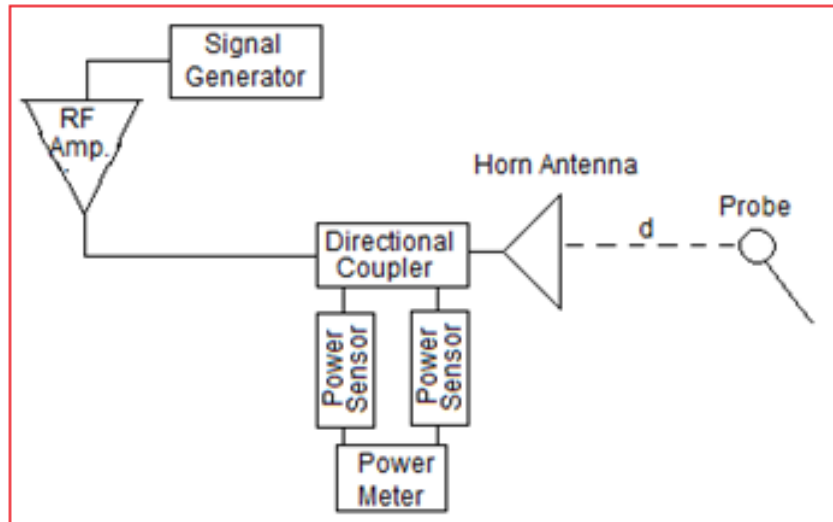 Signal
Generator
RF
Amp.
Horn Antenna
Probe
d
Directional
Coupler
Power
Sensor
Power
Sensor
Power
Meter